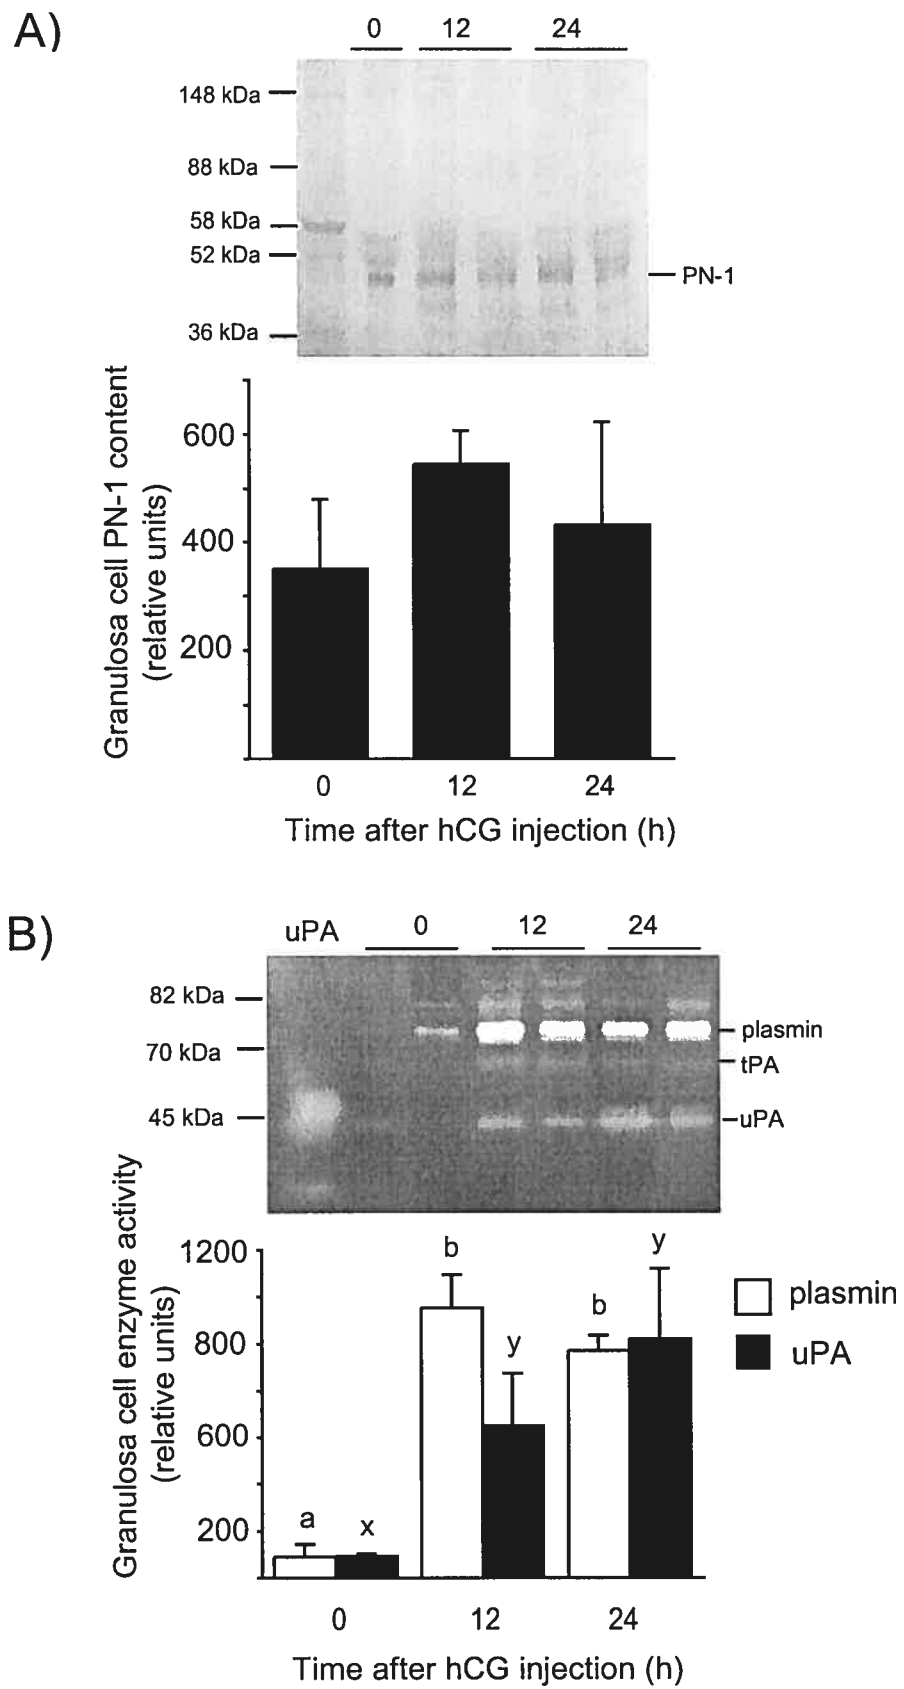 A)
0 12 24
148 kDa
88 kDa
58 kDa
52 kDa
PN-1
36 kDa
Granulosa cell PN-1 content
(relative units)
600
400
200
0 12 24
Time after hCG injection (h)
B)
uPA 0 12 24
82 kDa
plasmin
70 kDa
tPA
45 kDa
uPA
Granulosa cell enzyme activity
(relative units)
1200
800
600
200
a x b y b y
plasmin
uPA
0 12 24
Time after hCG injection (h)